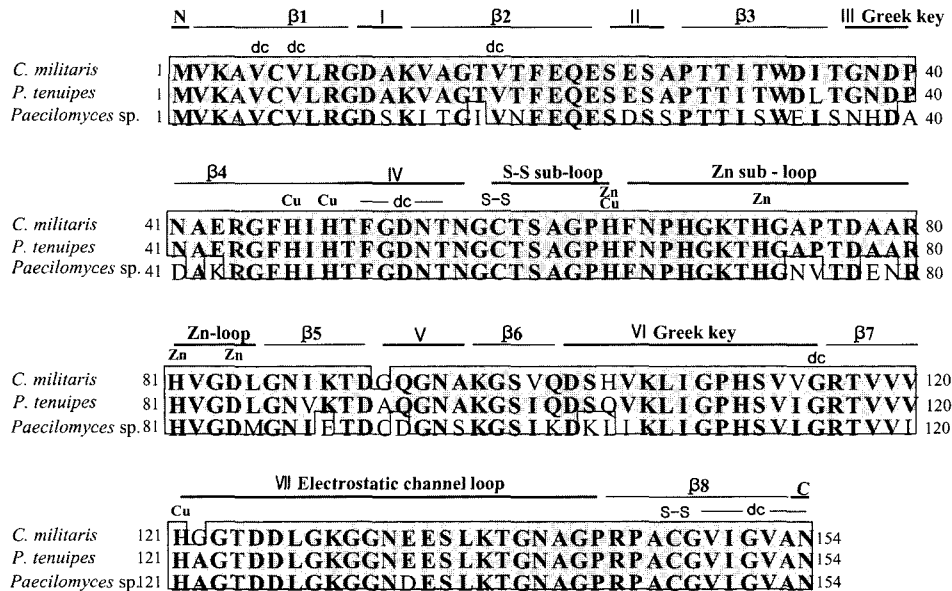 N β1 I β2 II β3 III Greek key
dc dc dc
C. militaris 1 MVKAVCVLRGDAKVAGTVTFEQESESAPTTITWDITGNDP 40
P. tenuipes 1 MVKAVCVLRGDAKVAGTVTFEQESESAPTTITWDLTGNDP 40
Paecilomyces sp. 1 MVKAVCVLRGDSKITGIVNFEQESDSSPTTISWEISNHDA 40
β4 IV S-S sub-loop Zn sub - loop
Cu Cu dc S-S Zn Cu Zn
C. militaris 41 NAERGFHIHTFGDNTNGCTSAGPHFNPHGKTHGAPTDAAR 80
P. tenuipes 41 NAERGFHIHTFGDNTNGCTSAGPHFNPHGKTHGAPTDAAR 80
Paecilomyces sp. 41 DAKRGFHIHTFGDNTNGCTSAGPHFNPHGKTHGNVTDENR 80
Zn-loop β5 V β6 VI Greek key β7
Zn Zn dc
C. militaris 81 HVGDLGNIKTDGQGNAKGSVQDSHVKLIGPHSVVGRTVVV 120
P. tenuipes 81 HVGDLGNVKTDAQGNAKGSIQDSQVKLIGPHSVIGRTVVV 120
Paecilomyces sp. 81 HVGDMGNIETDCDGNSKGSIKDKLIKLIGPHSVIGRTVVI 120
VII Electrostatic channel loop β8 C
Cu S-S dc
C. militaris 121 HGGTDDLGKGGNEESLKTGNAGPRPACGVIGVAN 154
P. tenuipes 121 HAGTDDLGKGGNEESLKTGNAGPRPACGVIGVAN 154
Paecilomyces sp. 121 HAGTDDLGKGGNDESLKTGNAGPRPACGVIGVAN 154